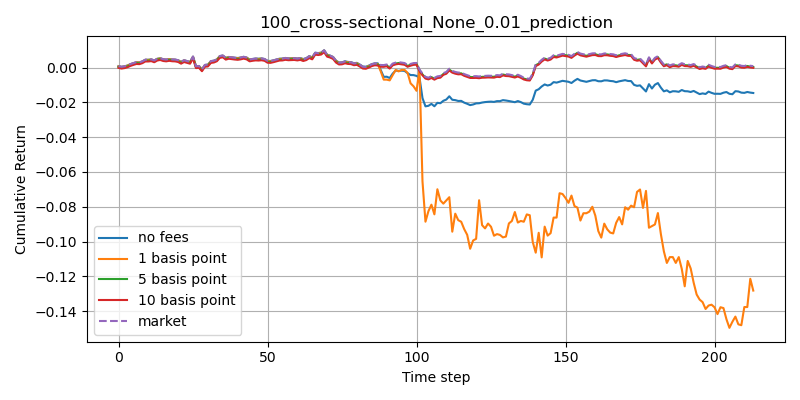 100_cross-sectional_None_0.01_prediction
0.00
−0.02
−0.04
−0.06
−0.08
−0.10
−0.12
−0.14
Cumulative Return
no fees
1 basis point
5 basis point
10 basis point
market
0 50 100 150 200
Time step